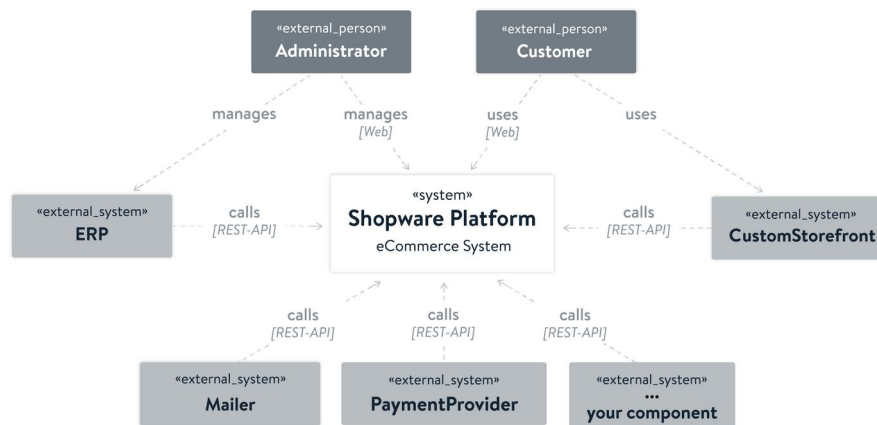 «external_person»
Administrator
«external_person»
Customer
manages
manages
[Web]
uses
[Web]
uses
«external_system»
ERP
calls
[REST-API]
«system»
Shopware Platform
eCommerce System
calls
[REST-API]
«external_system»
CustomStorefront
calls
[REST-API]
calls
[REST-API]
calls
[REST-API]
«external_system»
Mailer
«external_system»
PaymentProvider
«external_system»
...
your component